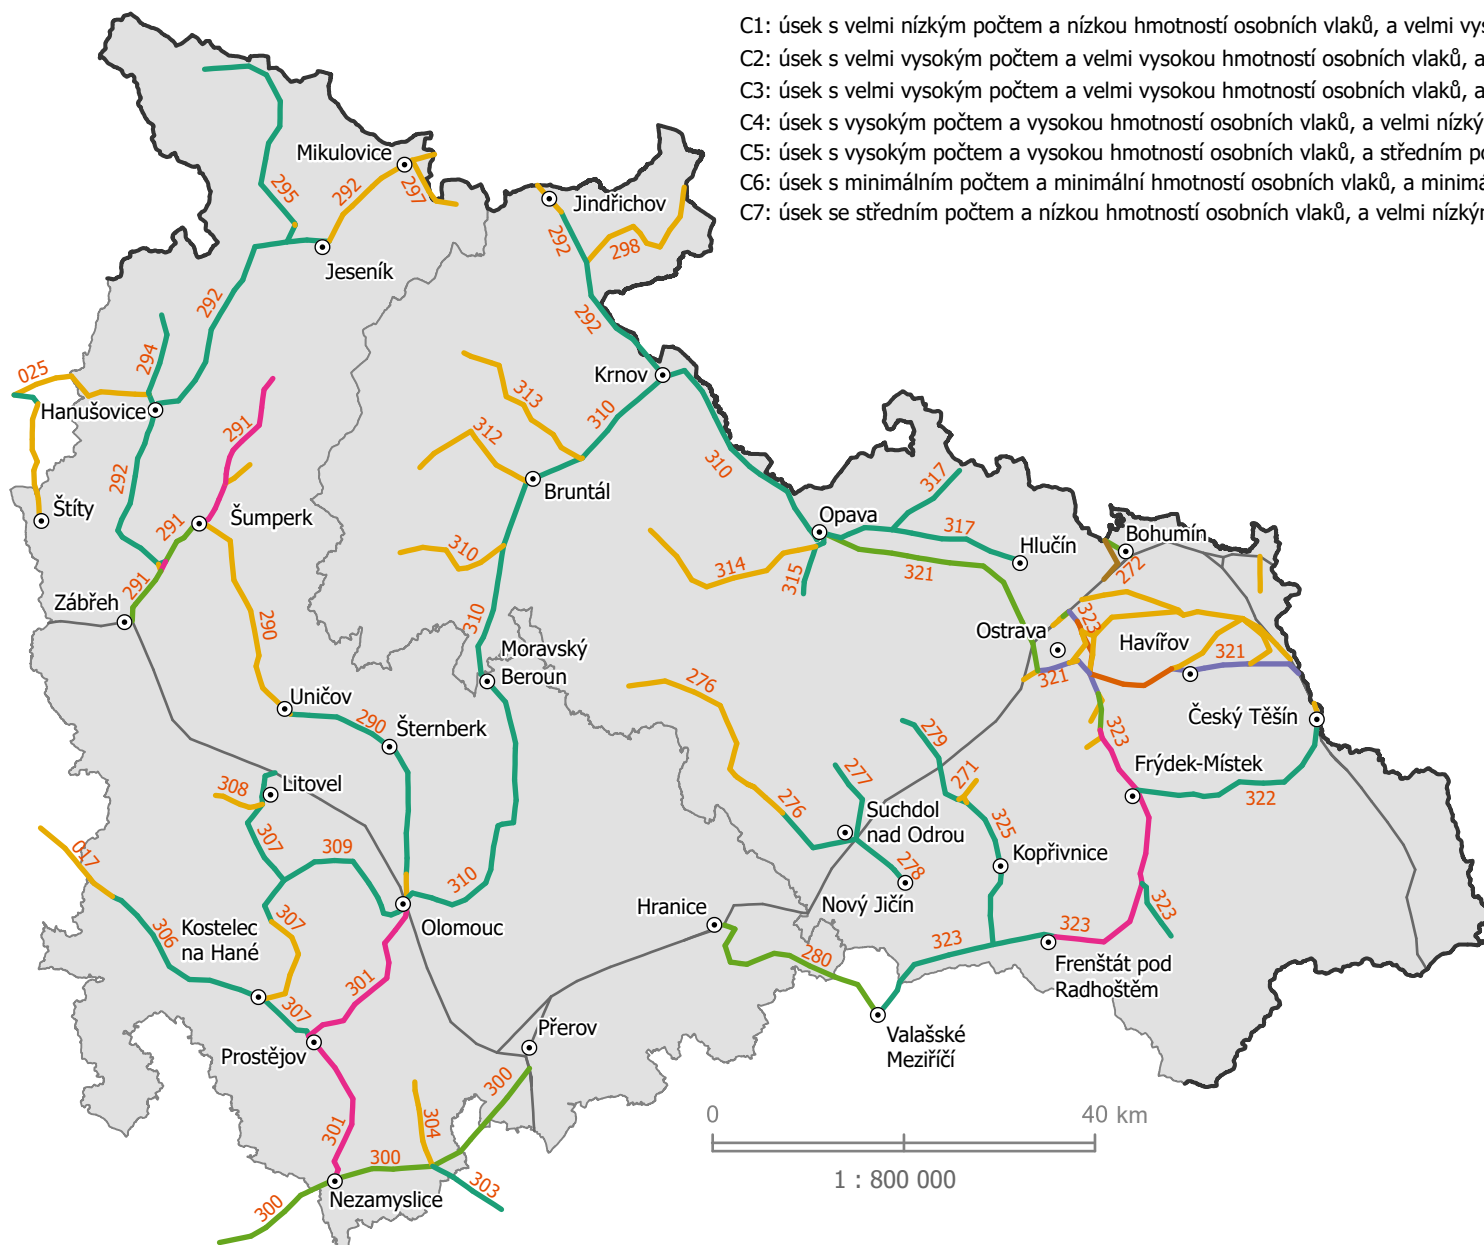 C1: úsek s velmi nízkým počtem a nízkou hmotností osobních vlaků, a velmi
C2: úsek s velmi vysokým počtem a velmi vysokou hmotností osobních vlaků, a
C3: úsek s velmi vysokým počtem a velmi vysokou hmotností osobních vlaků, a
C4: úsek s vysokým počtem a vysokou hmotností osobních vlaků, a velmi
C5: úsek s vysokým počtem a vysokou hmotností osobních vlaků, a středním
C6: úsek s minimálním počtem a minimální hmotností osobních vlaků, a
C7: úsek se středním počtem a nízkou hmotností osobních vlaků, a velmi
Mikulovice
292
297
295
Jindřichov
292
298
Jeseník
292
292
294
025
Hanušovice
Krnov
313
310
291
312
310
292
Bruntál
317
Štíty
291
Šumperk
Opava
317
Bohumín
Hlučín
272
310
314
315
321
291
Zábřeh
290
310
Ostrava
323
Havířov
321
Moravský
Beroun
321
276
Uničov
290
Šternberk
279
323
Český Těšín
277
271
Frýdek-Místek
322
308
Litovel
276
Suchdol
nad Odrou
325
307
309
Kopřivnice
017
310
278
Hranice
Nový Jičín
323
306
Kostelec
na Hané
307
Olomouc
323
323
280
Frenštát pod
Radhoštěm
301
307
Přerov
Valašské
Meziříčí
Prostějov
300
0
40 km
304
301
300
1 : 800 000
303
Nezamyslice
300